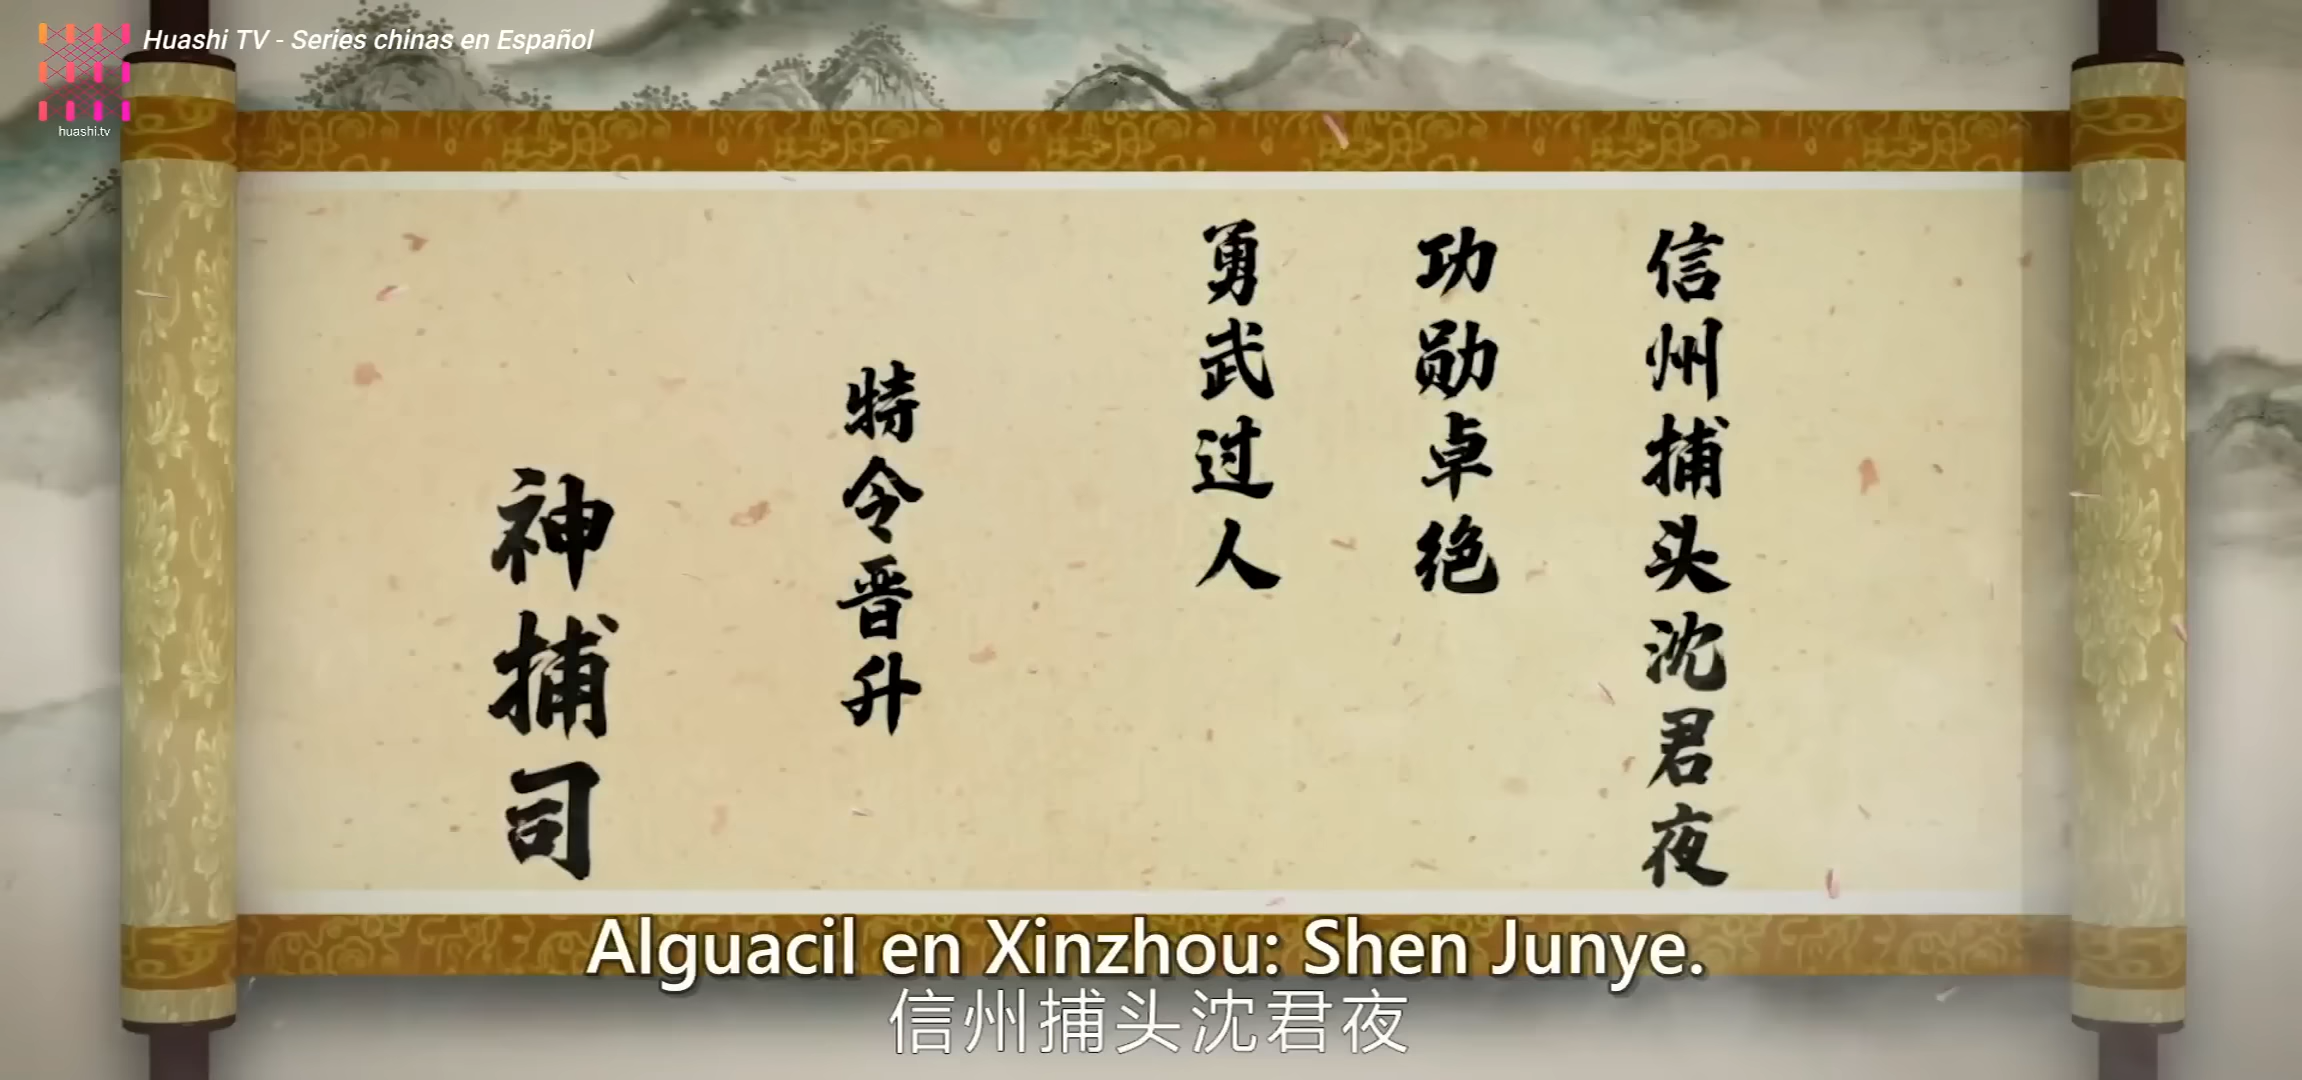 Huashi TV - Series chinas en Español
huashi.tv
信州捕头沈君夜
功勋卓绝
勇武过人
特令晋升
神捕司
Alguacil en Xinzhou: Shen Junye.
信州捕头沈君夜